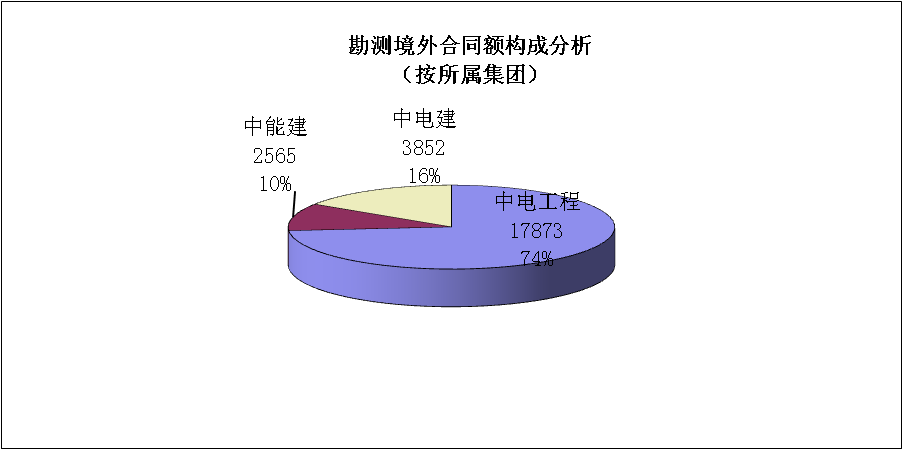 勘测境外合同额构成分析
（按所属集团）
中能建
2565
10%
中电建
3852
16%
中电工程
17873
74%